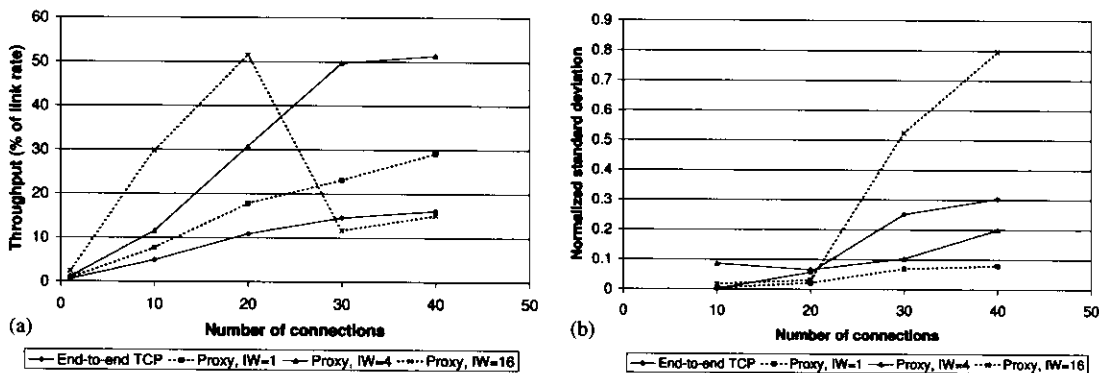 60
50
40
30
20
10
0
Throughput (% of link rate)
0 10 20 30 40 50
Number of connections
(a)
End-to-end TCP Proxy, IW=1 Proxy, IW=4 Proxy, IW=16
0.9
0.8
0.7
0.6
0.5
0.4
0.3
0.2
0.1
0
Normalized standard deviation
0 10 20 30 40 50
Number of connections
(b)
End-to-end TCP Proxy, IW=1 Proxy, IW=4 Proxy, IW=16